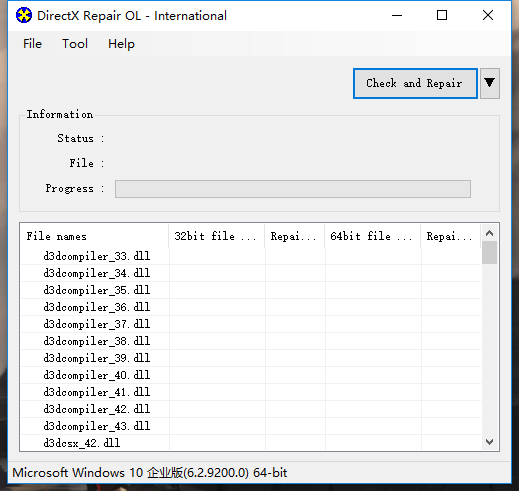 DirectX Repair OL - International
File Tool Help
Check and Repair
Information
Status :
File :
Progress :
File names 32bit file ... Repai... 64bit file ... Repai...
d3dcompiler_33.dll
d3dcompiler_34.dll
d3dcompiler_35.dll
d3dcompiler_36.dll
d3dcompiler_37.dll
d3dcompiler_38.dll
d3dcompiler_39.dll
d3dcompiler_40.dll
d3dcompiler_41.dll
d3dcompiler_42.dll
d3dcompiler_43.dll
d3dcsx_42.dll
Microsoft Windows 10 企业版(6.2.9200.0) 64-bit